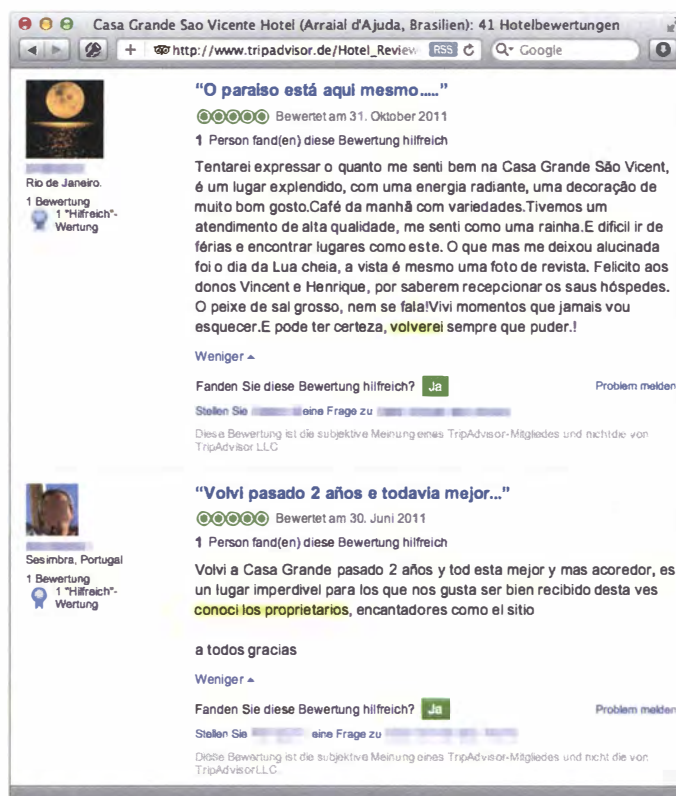 Casa Grande Sao Vicente Hotel (Arraial d'Ajuda, Brasilien): 41 Hotelbewertungen
+ http://www.tripadvisor.de/Hotel_Review RSS Google
“O paraiso está aqui mesmo.....”
Bewertet am 31. Oktober 2011
1 Person fand(en) diese Bewertung hilfreich
Rio de Janeiro.
1 Bewertung
1 "Hilfreich"-
Wertung
Tentarei expressar o quanto me senti bem na Casa Grande São Vicent,
é um lugar explendido, com uma energia radiante, uma decoração de
muito bom gosto.Café da manhã com variedades.Tivemos um
atendimento de alta qualidade, me senti como uma rainha.E dificil ir de
férias e encontrar lugares como este. O que mas me deixou alucinada
foi o dia da Lua cheia, a vista é mesmo uma foto de revista. Felicito aos
donos Vincent e Henrique, por saberem recepcionar os saus hóspedes.
O peixe de sal grosso, nem se fala!Vivi momentos que jamais vou
esquecer.E pode ter certeza, volverei sempre que puder.!
Weniger
Fanden Sie diese Bewertung hilfreich? Ja Problem melden
Stellen Sie eine Frage zu
Diese Bewertung ist die subjektive Meinung eines TripAdvisor-Mitgliedes und nicht die von
TripAdvisor LLC
“Volvi pasado 2 años e todavia mejor...”
Bewertet am 30. Juni 2011
1 Person fand(en) diese Bewertung hilfreich
Sesimbra, Portugal
1 Bewertung
1 "Hilfreich"-
Wertung
Volvi a Casa Grande pasado 2 años y tod esta mejor y mas acoredor, es
un lugar imperdivel para los que nos gusta ser bien recibido desta ves
conoci los proprietarios, encantadores como el sitio
a todos gracias
Weniger
Fanden Sie diese Bewertung hilfreich? Ja Problem melden
Stellen Sie eine Frage zu
Diese Bewertung ist die subjektive Meinung eines TripAdvisor-Mitgliedes und nicht die von
TripAdvisor LLC.